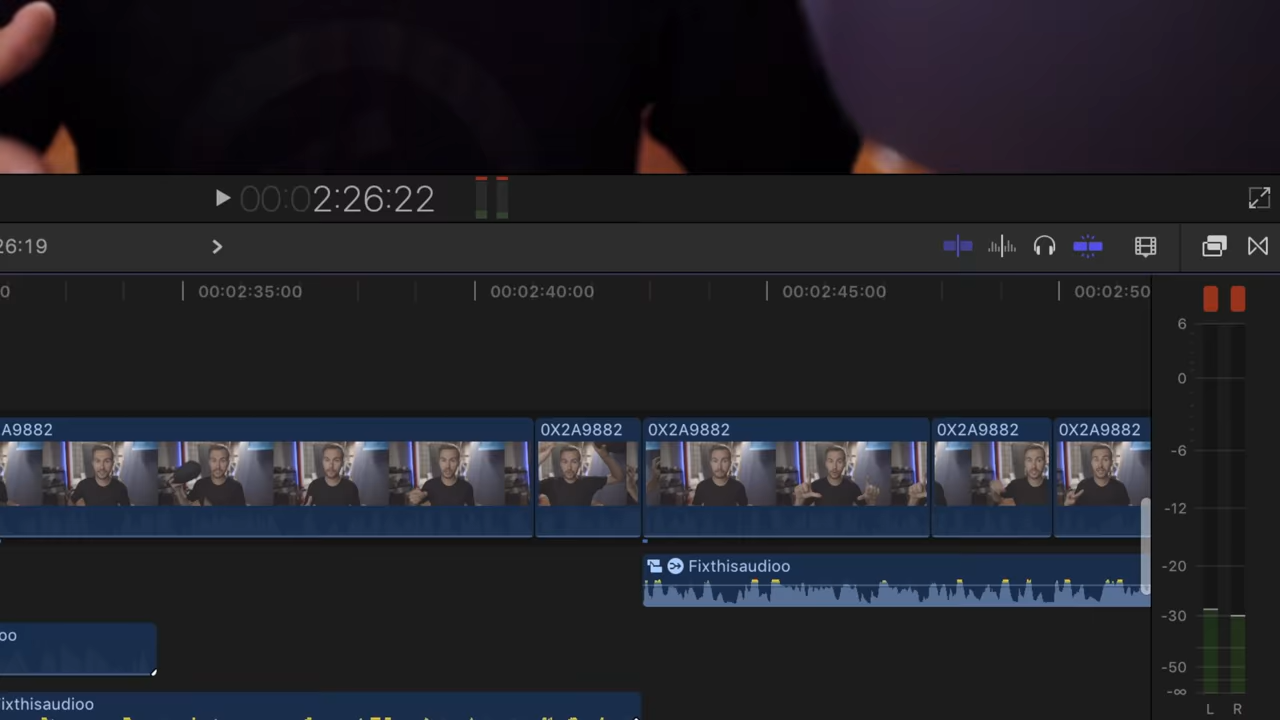 00:02:26:22
26:19
0
00:02:35:00
00:02:40:00
00:02:45:00
00:02:50
6
0
-6
-12
-20
-30
-50
-∞
L R
A9882
0X2A9882
0X2A9882
0X2A9882
0X2A9882
Fixthisaudioo
oo
ixthisaudioo